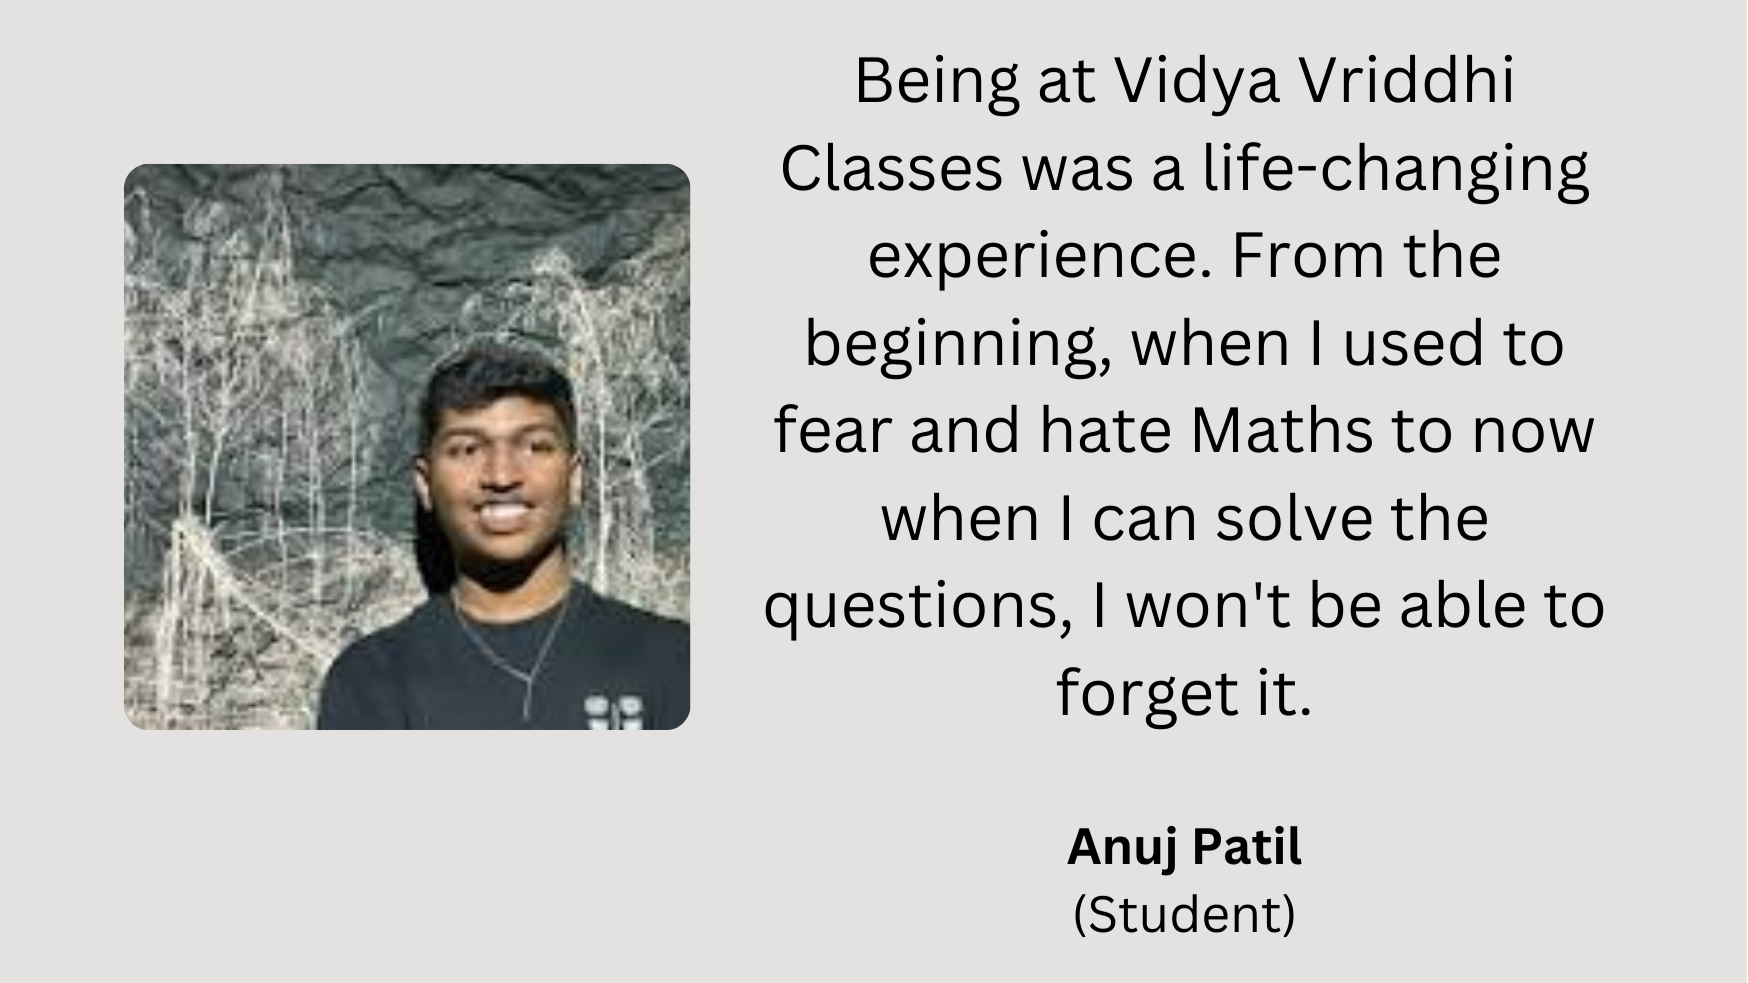 Being at Vidya Vriddhi
Classes was a life-changing
experience. From the
beginning, when I used to
fear and hate Maths to now
when I can solve the
questions, I won't be able to
forget it.
Anuj Patil
(Student)